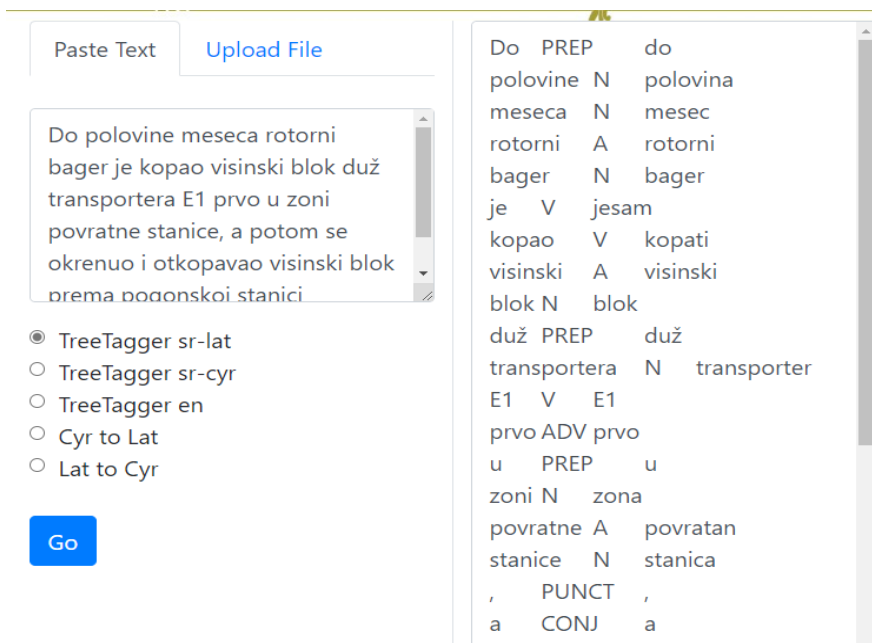 Paste Text Upload File
Do polovine meseca rotorni
bager je kopao visinski blok duž
transportera E1 prvo u zoni
povratne stanice, a potom se
okrenuo i otkopavao visinski blok
prema pogonskoj stanici
TreeTagger sr-lat
TreeTagger sr-cyr
TreeTagger en
Cyr to Lat
Lat to Cyr
Go
Do PREP do
polovine N polovina
meseca N mesec
rotorni A rotorni
bager N bager
je V jesam
kopao V kopati
visinski A visinski
blok N blok
duž PREP duž
transportera N transporter
E1 V E1
prvo ADV prvo
u PREP u
zoni N zona
povratne A povratan
stanice N stanica
, PUNCT ,
a CONJ a